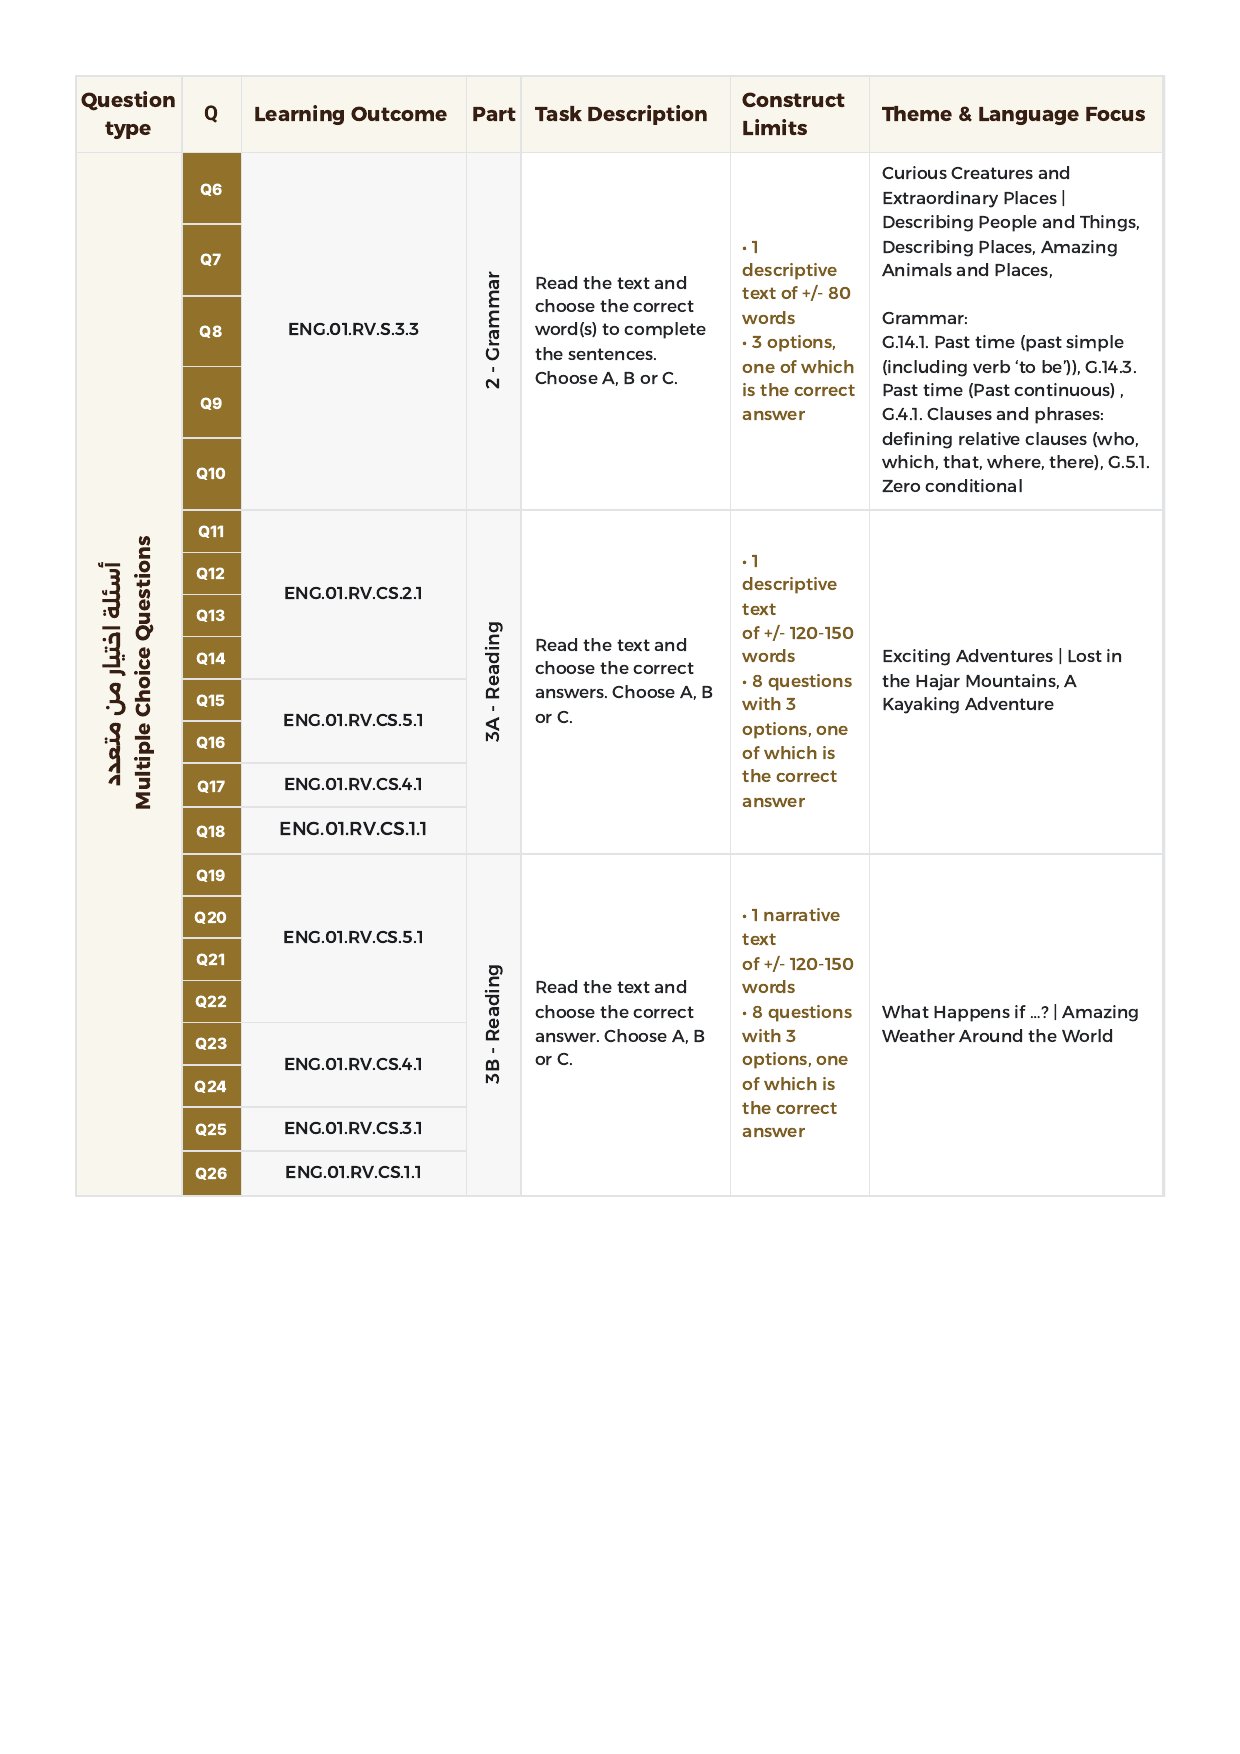 Question
type
Q
Learning Outcome
Part
Task Description
Construct
Limits
Theme & Language Focus
أسئلة اختيار من متعدد
Multiple Choice Questions
Q6
Q7
Q8
Q9
Q10
ENG.01.RV.S.3.3
2 - Grammar
Read the text and
choose the correct
word(s) to complete
the sentences.
Choose A, B or C.
• 1
descriptive
text of +/- 80
words
• 3 options,
one of which
is the correct
answer
Curious Creatures and
Extraordinary Places |
Describing People and Things,
Describing Places, Amazing
Animals and Places,
Grammar:
G.14.1. Past time (past simple
(including verb ‘to be’)), G.14.3.
Past time (Past continuous) ,
G.4.1. Clauses and phrases:
defining relative clauses (who,
which, that, where, there), G.5.1.
Zero conditional
Q11
Q12
Q13
Q14
ENG.01.RV.CS.2.1
Q15
Q16
ENG.01.RV.CS.5.1
Q17
ENG.01.RV.CS.4.1
Q18
ENG.01.RV.CS.1.1
3A - Reading
Read the text and
choose the correct
answers. Choose A, B
or C.
• 1
descriptive
text
of +/- 120-150
words
• 8 questions
with 3
options, one
of which is
the correct
answer
Exciting Adventures | Lost in
the Hajar Mountains, A
Kayaking Adventure
Q19
Q20
Q21
Q22
ENG.01.RV.CS.5.1
Q23
Q24
ENG.01.RV.CS.4.1
Q25
ENG.01.RV.CS.3.1
Q26
ENG.01.RV.CS.1.1
3B - Reading
Read the text and
choose the correct
answer. Choose A, B
or C.
• 1 narrative
text
of +/- 120-150
words
• 8 questions
with 3
options, one
of which is
the correct
answer
What Happens if ...? | Amazing
Weather Around the World